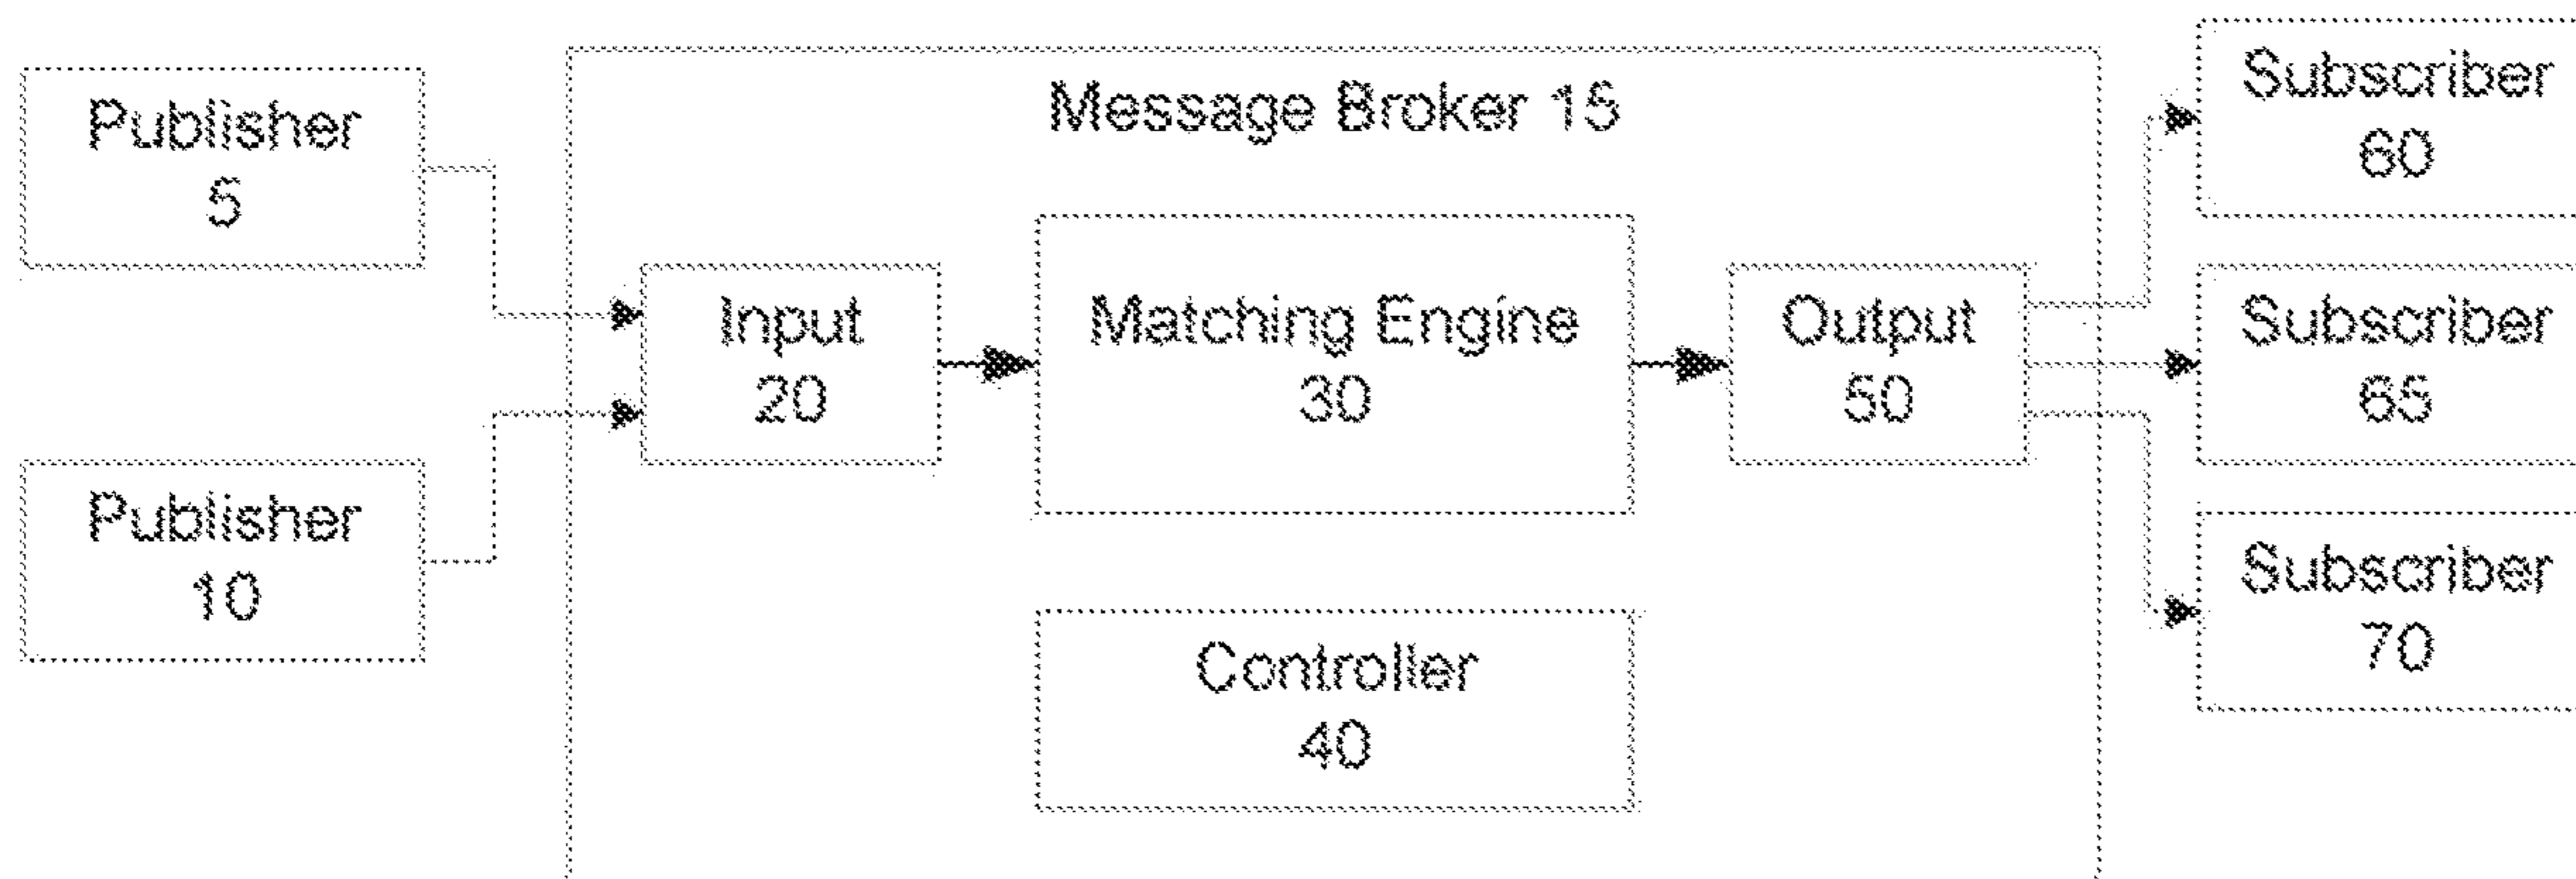 Message Broker 15
Publisher
5
Publisher
10
Input
20
Matching Engine
30
Controller
40
Output
50
Subscriber
60
Subscriber
65
Subscriber
70